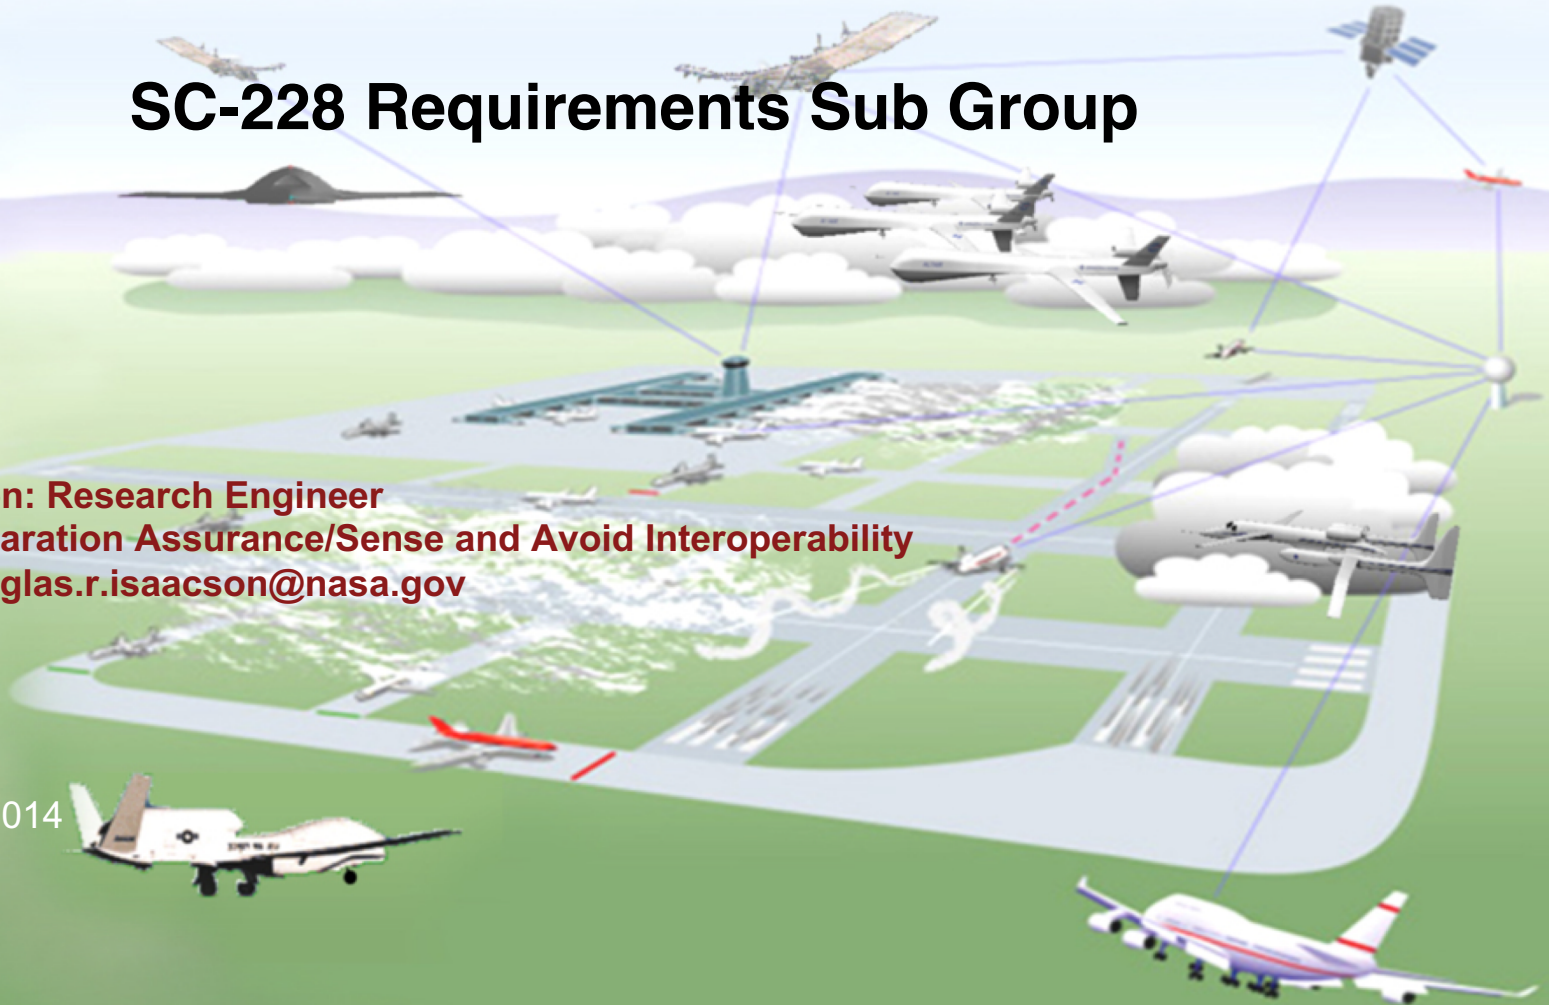 SC-228 Requirements Sub Group
n: Research Engineer
aration Assurance/Sense and Avoid Interoperability
glas.r.isaacson@nasa.gov
014